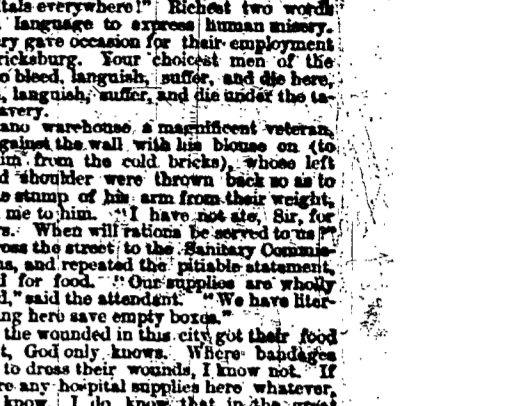 tals everywhere!" Richest two words
language to express human misery.
ry gave occasion for their employment
ricksburg. Your choicest men of the
o bleed, languish, suffer, and die here,
, languish, suffer, and die under the ta-
avery.
ano warehouse, a magnificent veteran,
gainst the wall with his blouse on (to
im from the cold bricks), whose left
d shoulder were thrown back so as to
e stump of his arm from their weight,
me to him. "I have not ate, Sir, for
s. When will rations be served to us?"
ross the street to the Sanitary Commis-
ns, and repeated the pitiable statement,
d for food. "Our supplies are wholly
d," said the attendant. "We have liter-
ng here save empty boxes."
the wounded in this city got their food
t, God only knows. Where bandages
to dress their wounds, I know not. If
re any hospital supplies here whatever,
know. I do know that in the great